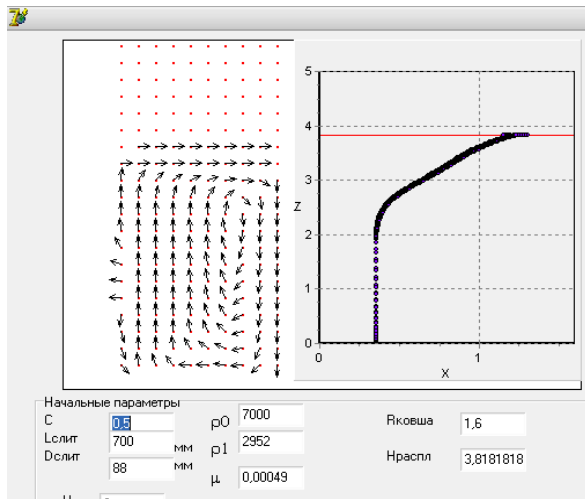 5
4
3
Z
2
1
0
0
1
X
Начальные параметры
C 0,5 ρ0 7000 Rковша 1,6
Lслит 700 мм ρ1 2952 Hраспл 3,8181818
Dслит 88 мм μ 0,00049